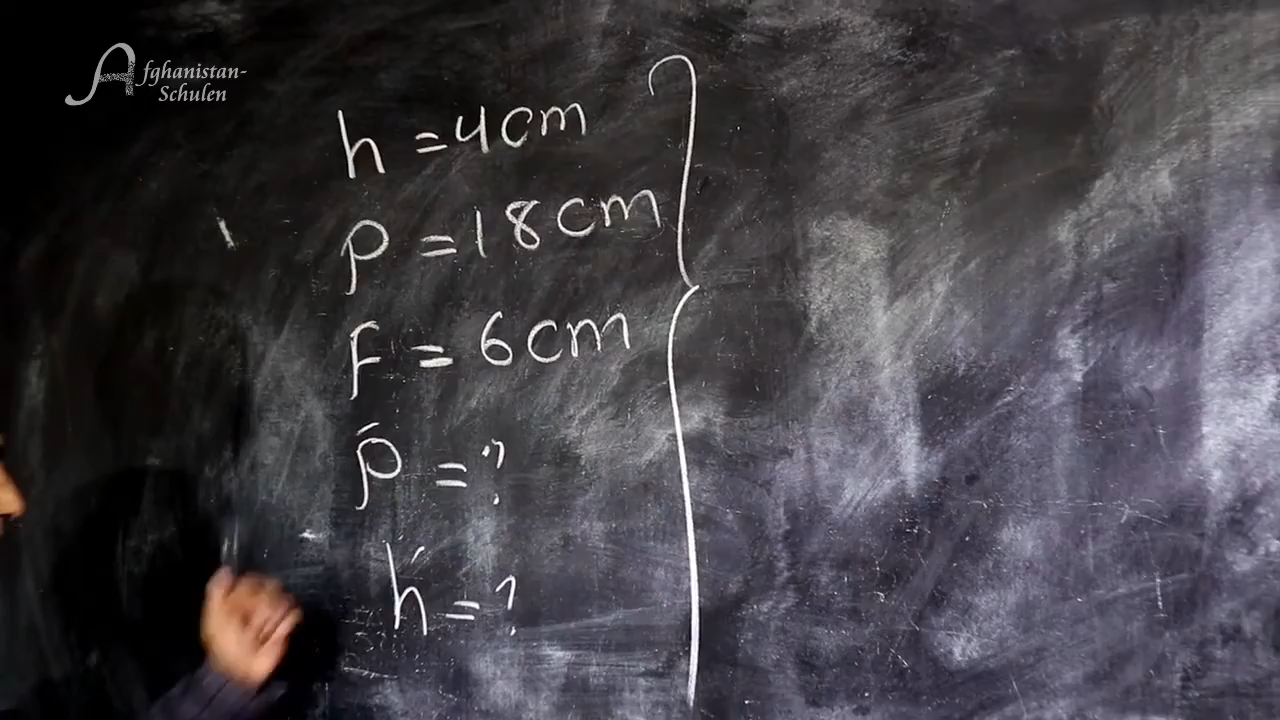 Afghanistan-
Schulen
h = 4cm
p = 18cm
F = 6cm
p̄ = ?
h́ = ?